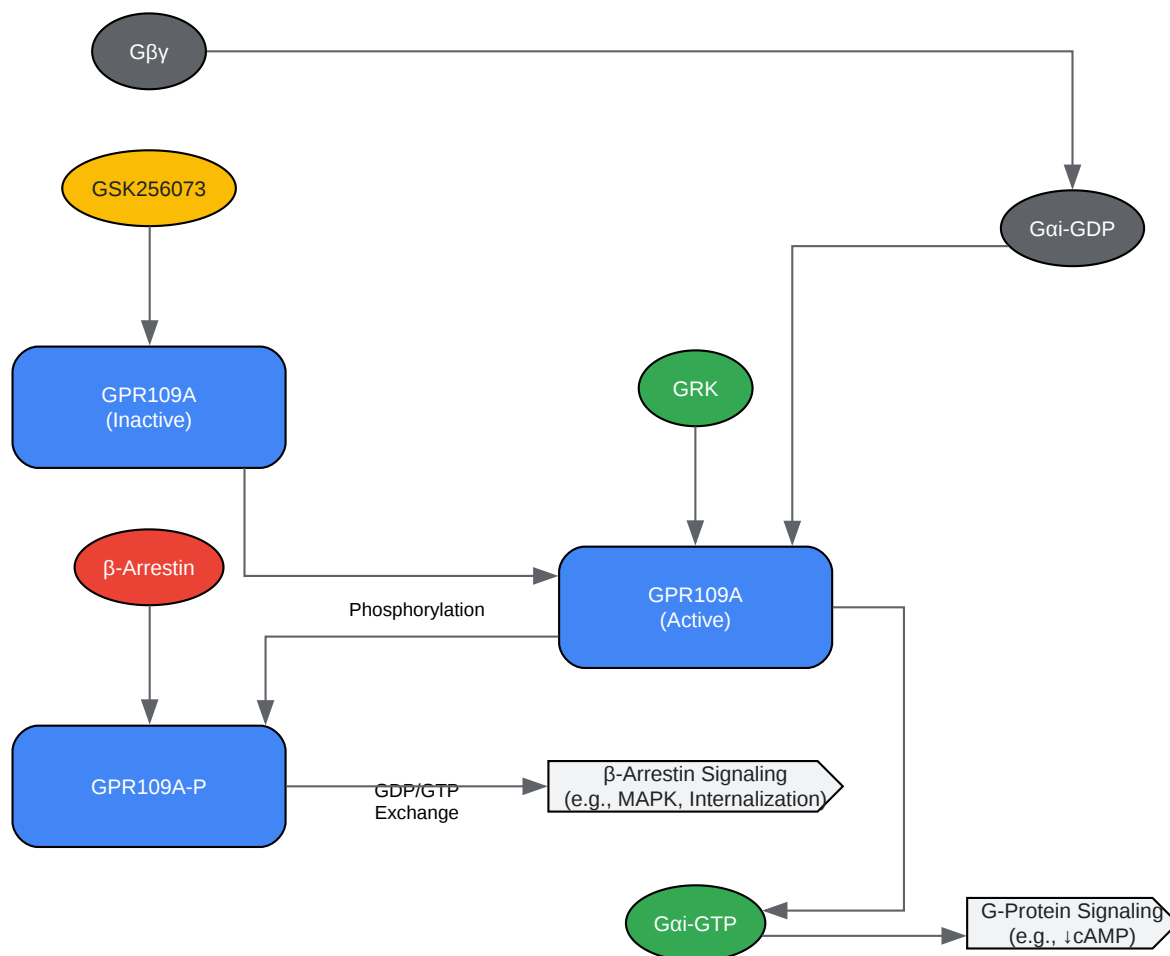 Gβγ
GSK256073
Gαi-GDP
GPR109A
(Inactive)
GRK
β-Arrestin
GPR109A
(Active)
Phosphorylation
GPR109A-P
GDP/GTP
Exchange
β-Arrestin Signaling
(e.g., MAPK, Internalization)
Gαi-GTP
G-Protein Signaling
(e.g., ↓cAMP)